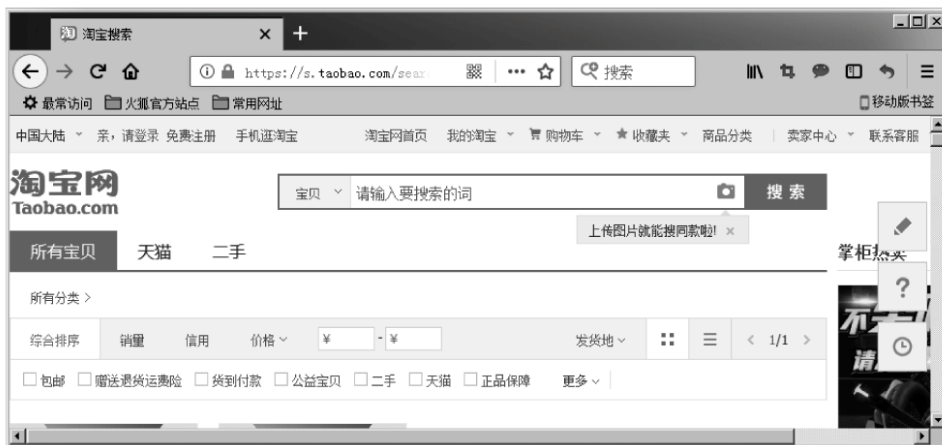 淘宝搜索
https://s.taobao.com/sear
搜索
最常访问 火狐官方站点 常用网址 移动版书签
中国大陆 亲，请登录 免费注册 手机逛淘宝 淘宝网首页 我的淘宝 购物车 收藏夹 商品分类 卖家中心 联系客服
淘宝网
Taobao.com
宝贝 请输入要搜索的词 搜索
上传图片就能搜同款啦! ×
所有宝贝 天猫 二手 掌柜热卖
所有分类 >
综合排序 销量 信用 价格 ¥ - ¥ 发货地 < 1/1 >
包邮 赠送退货运费险 货到付款 公益宝贝 二手 天猫 正品保障 更多